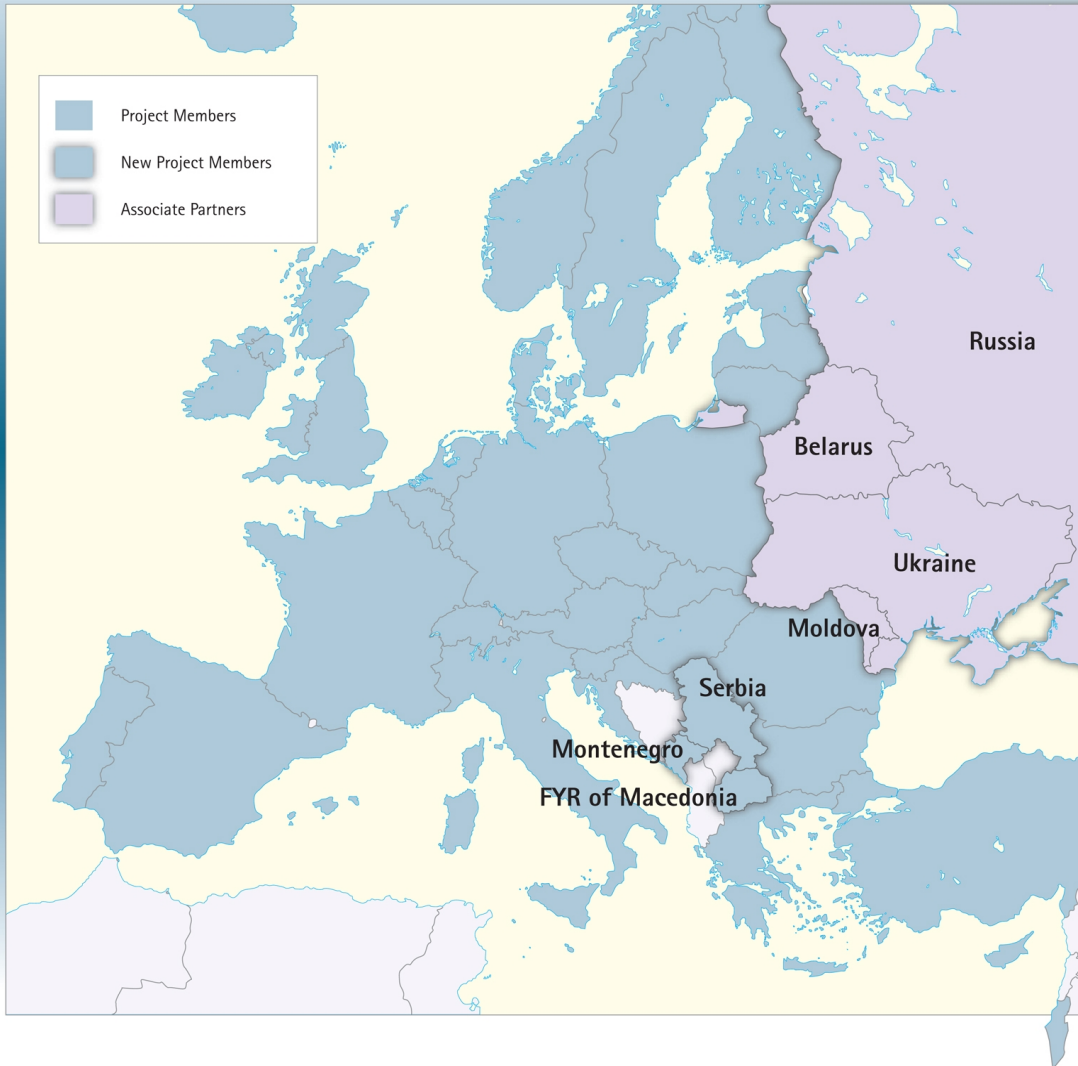 Project Members
New Project Members
Associate Partners
Russia
Belarus
Ukraine
Moldova
Serbia
Montenegro
FYR of Macedonia